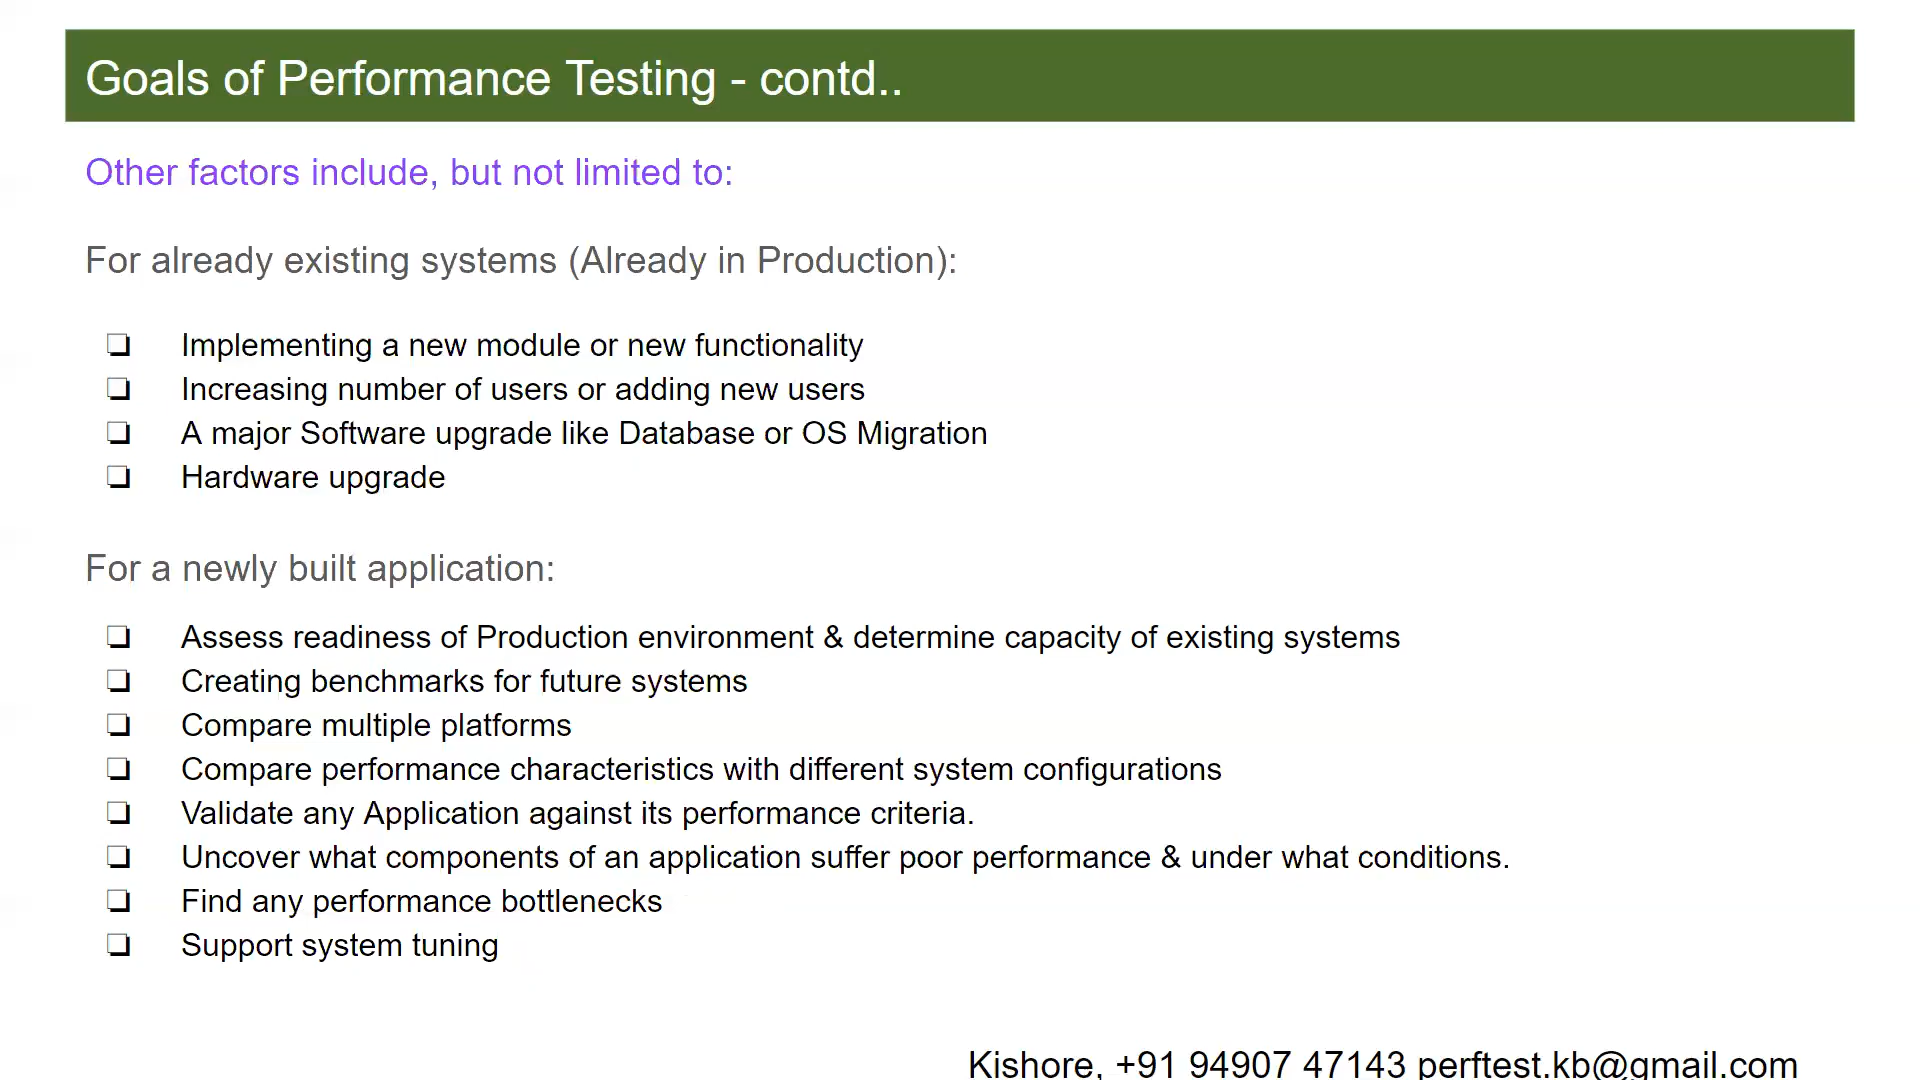 Goals of Performance Testing - contd..
Other factors include, but not limited to:
For already existing systems (Already in Production):
❏ Implementing a new module or new functionality
❏ Increasing number of users or adding new users
❏ A major Software upgrade like Database or OS Migration
❏ Hardware upgrade
For a newly built application:
❏ Assess readiness of Production environment & determine capacity of existing systems
❏ Creating benchmarks for future systems
❏ Compare multiple platforms
❏ Compare performance characteristics with different system configurations
❏ Validate any Application against its performance criteria.
❏ Uncover what components of an application suffer poor performance & under what conditions.
❏ Find any performance bottlenecks
❏ Support system tuning
Kishore, +91 94907 47143 perftest.kb@gmail.com